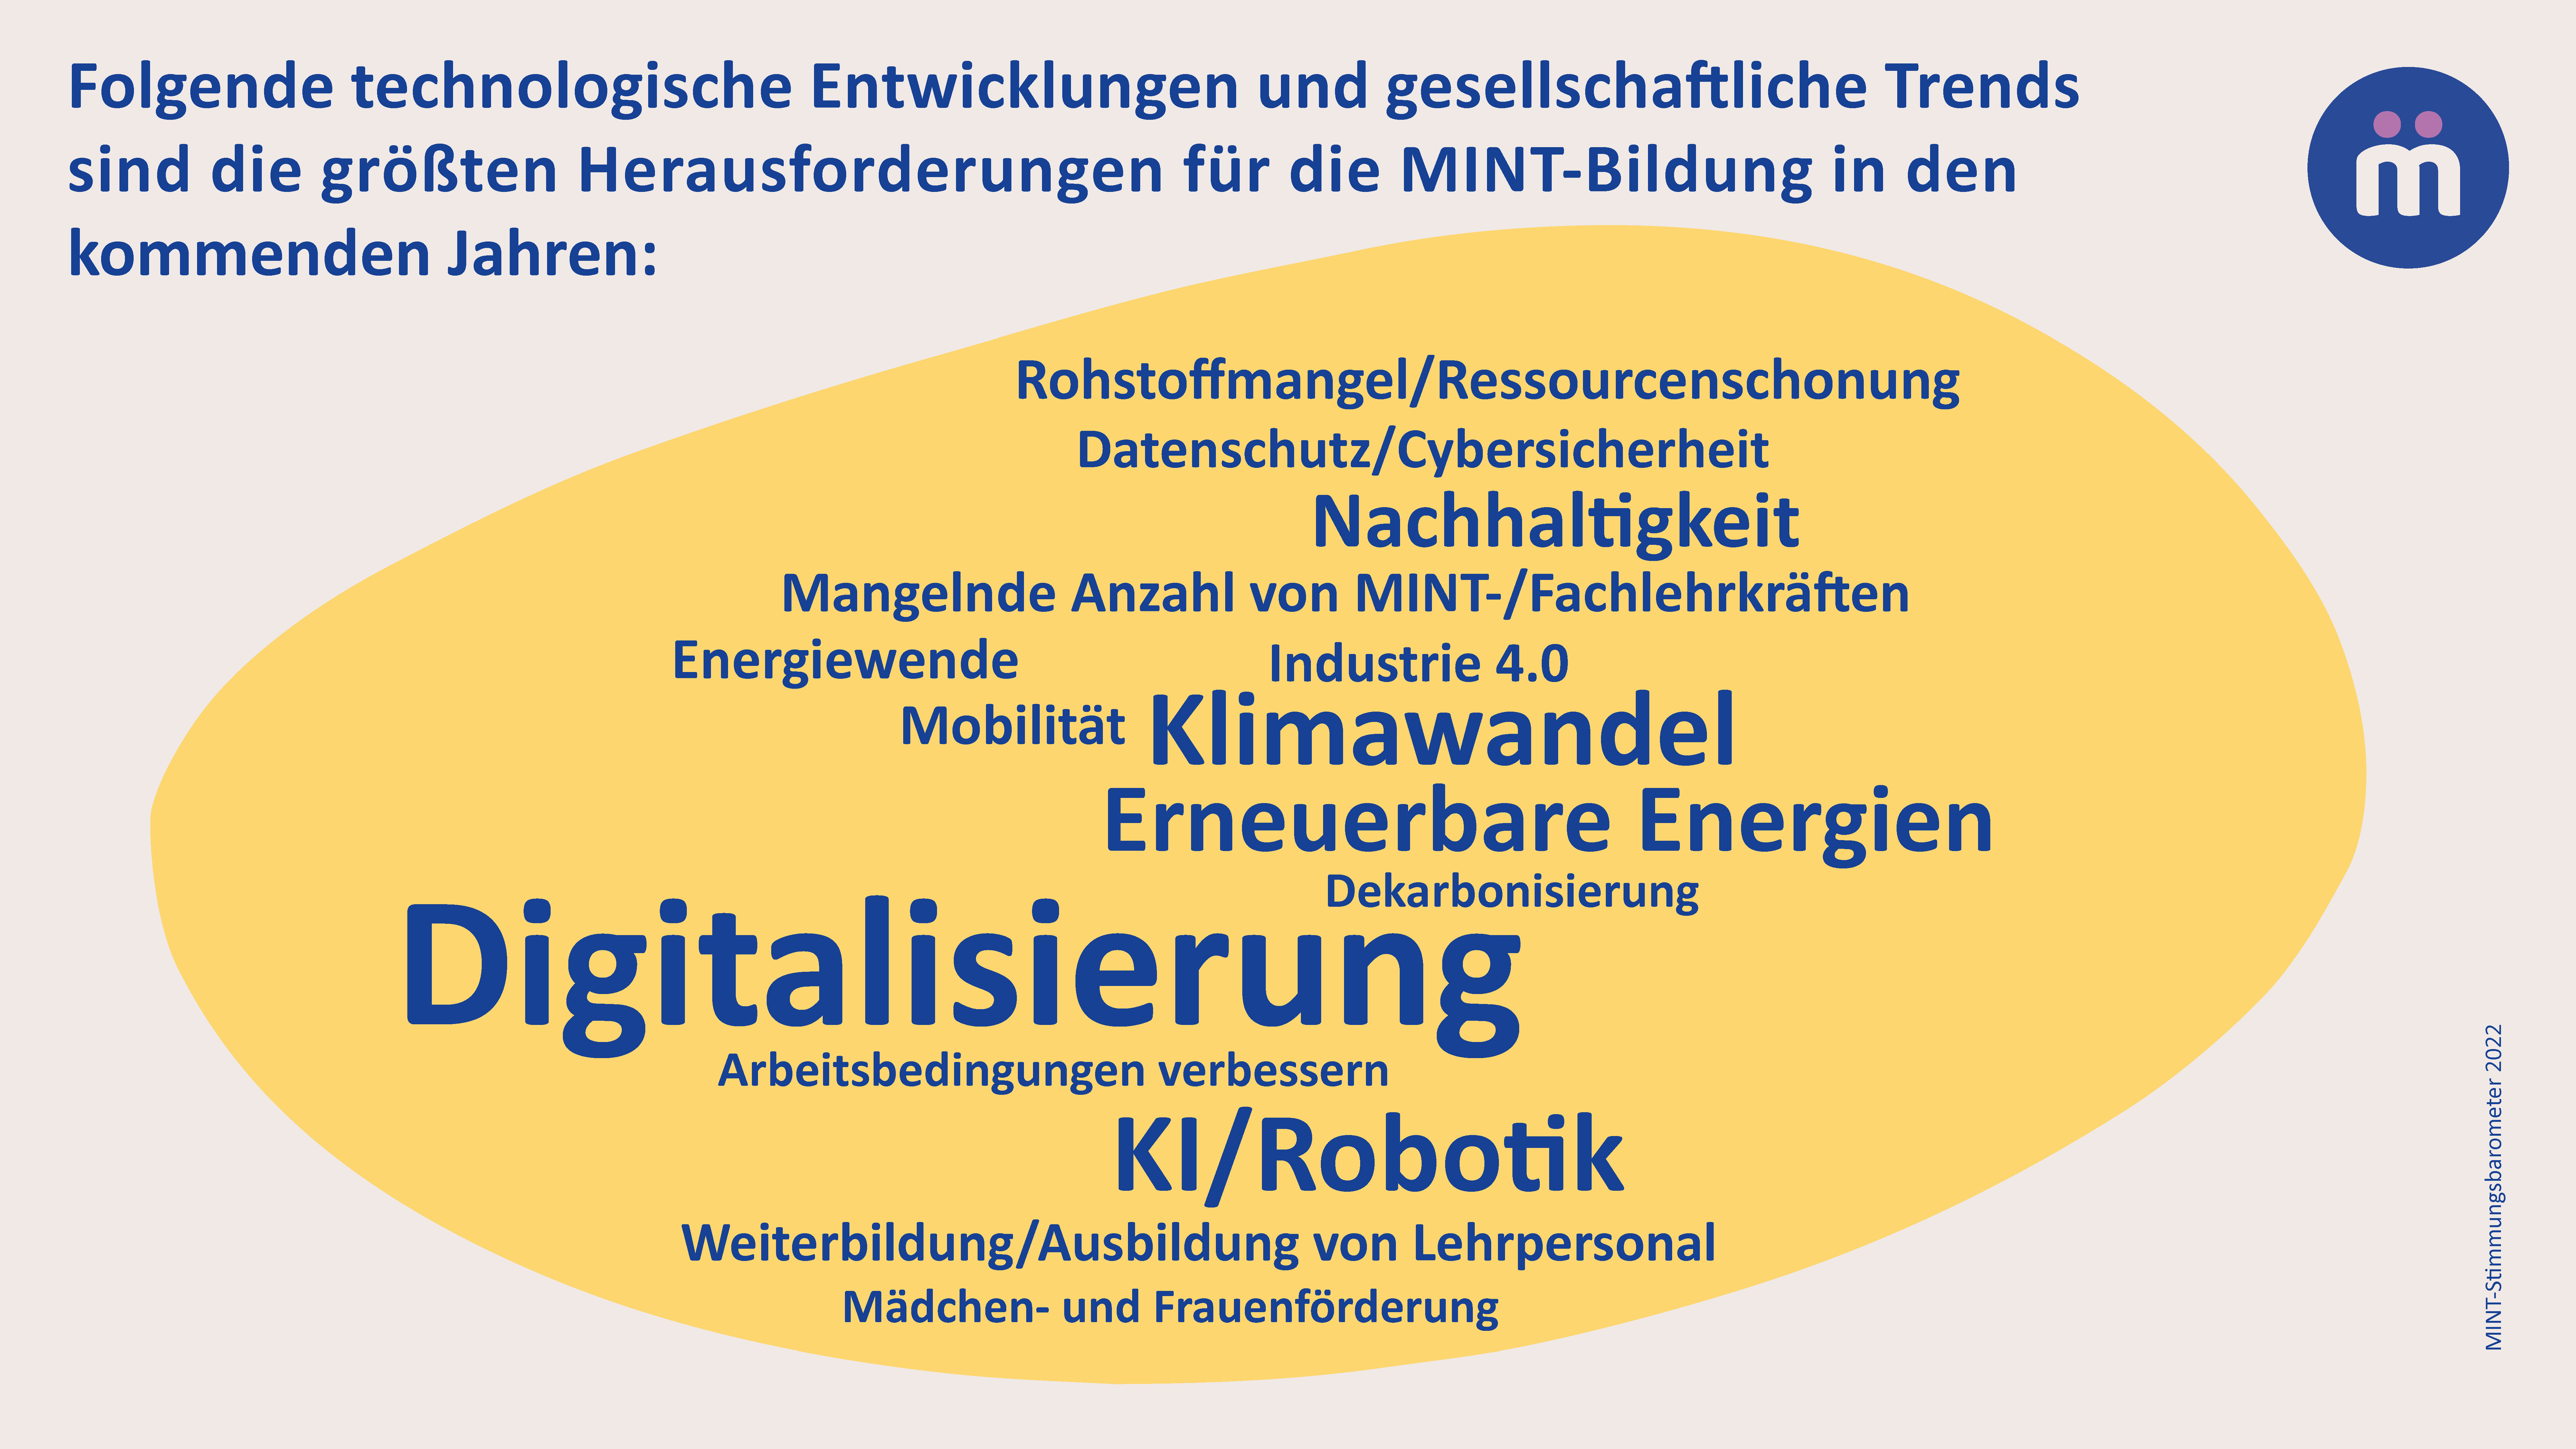 Folgende technologische Entwicklungen und gesellschaftliche Trends
sind die größten Herausforderungen für die MINT-Bildung in den
kommenden Jahren:
Rohstoffmangel/Ressourcenschonung
Datenschutz/Cybersicherheit
Nachhaltigkeit
Mangelnde Anzahl von MINT-/Fachlehrkräften
Energiewende
Industrie 4.0
Mobilität
Klimawandel
Erneuerbare Energien
Dekarbonisierung
Digitalisierung
Arbeitsbedingungen verbessern
KI/Robotik
Weiterbildung/Ausbildung von Lehrpersonal
Mädchen- und Frauenförderung
MINT-Stimmungsbarometer 2022
m